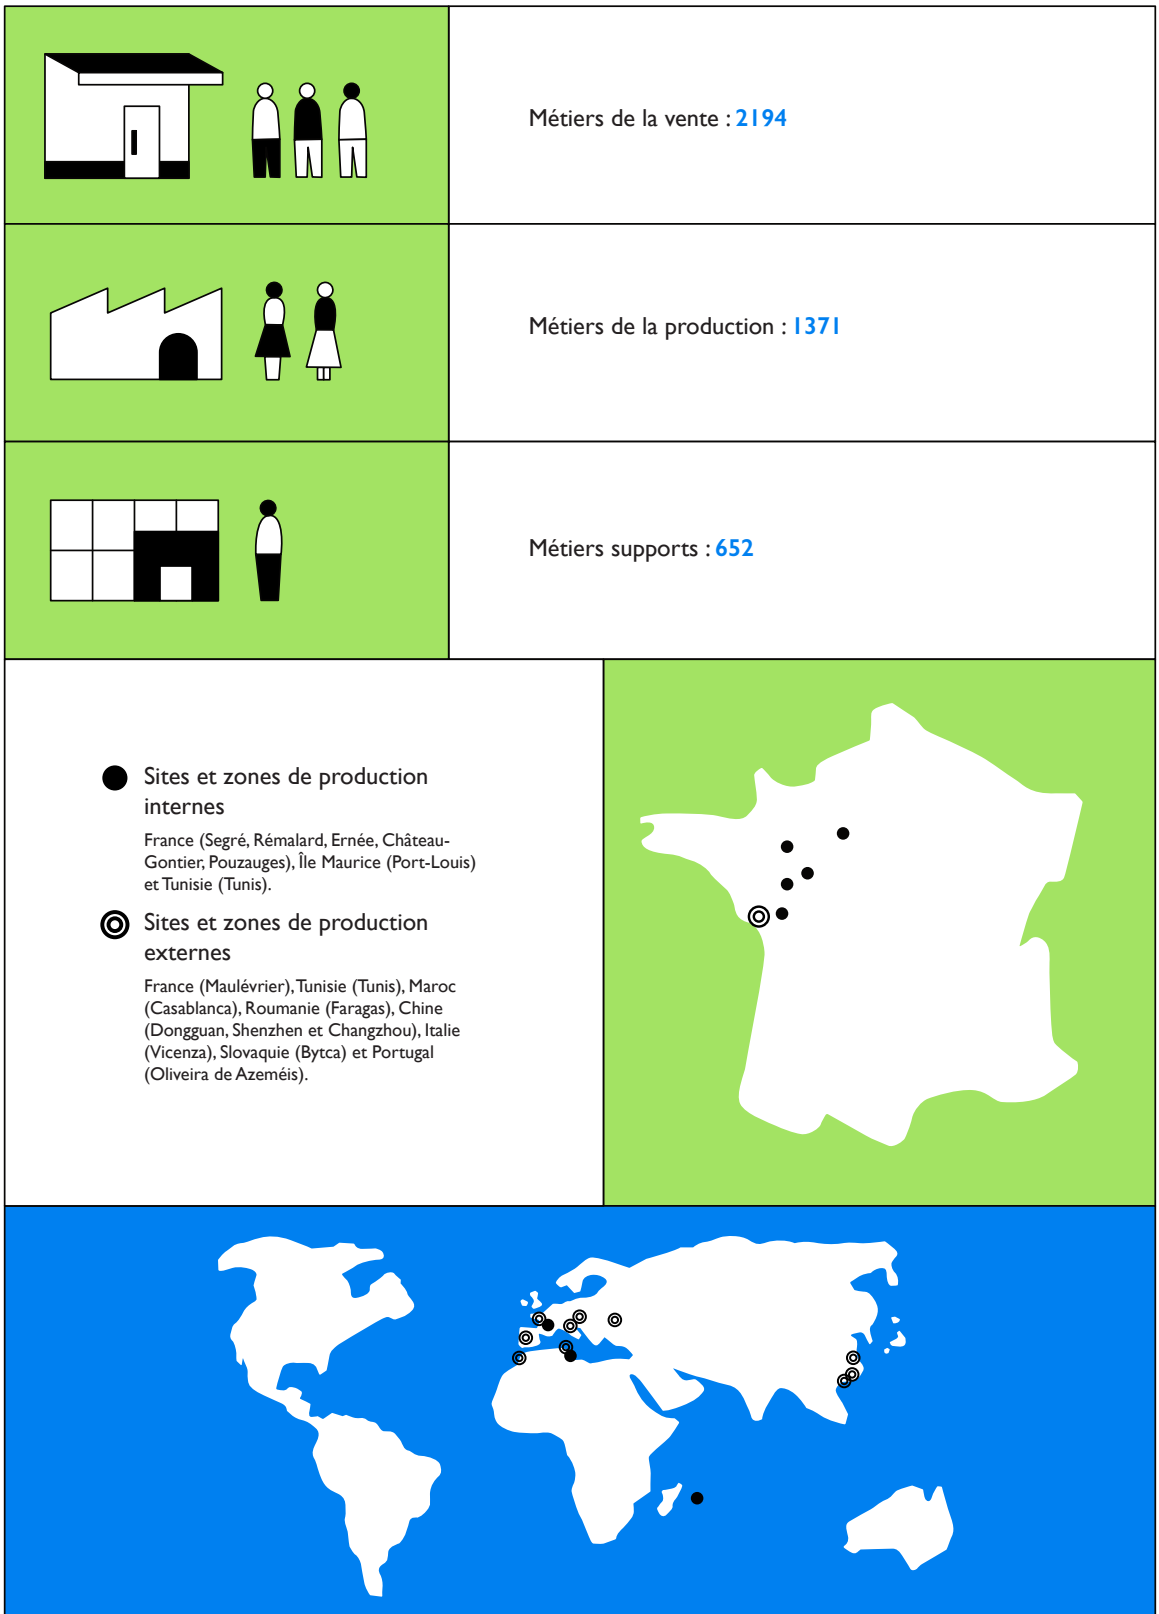 Métiers de la vente : 2194
Métiers de la production : 1371
Métiers supports : 652
Sites et zones de production
internes
France (Segré, Rémalard, Ernée, Château-
Gontier, Pouzauges), Île Maurice (Port-Louis)
et Tunisie (Tunis).
Sites et zones de production
externes
France (Maulévrier), Tunisie (Tunis), Maroc
(Casablanca), Roumanie (Faragas), Chine
(Dongguan, Shenzhen et Changzhou), Italie
(Vicenza), Slovaquie (Bytca) et Portugal
(Oliveira de Azeméis).